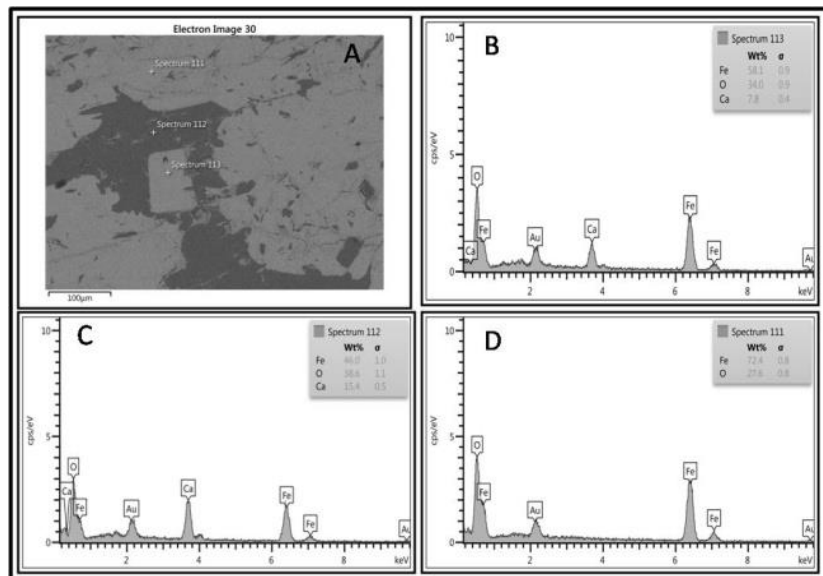 Electron Image 30
A
Spectrum 111
Spectrum 112
Spectrum 113
100µm
B
Spectrum 113
Wt% σ
Fe 58.1 0.9
O 34.0 0.9
Ca 7.8 0.4
10
5
0
cps/eV
O
Ca
Fe
Au
Ca
Fe
Fe
Au
2 4 6 8 keV
C
Spectrum 112
Wt% σ
Fe 46.0 1.0
O 38.6 1.1
Ca 15.4 0.5
10
5
0
cps/eV
O
Ca
Fe
Au
Ca
Fe
Fe
Au
2 4 6 8 keV
D
Spectrum 111
Wt% σ
Fe 72.4 0.8
O 27.6 0.8
10
5
0
cps/eV
O
Fe
Au
Fe
Fe
Au
2 4 6 8 keV